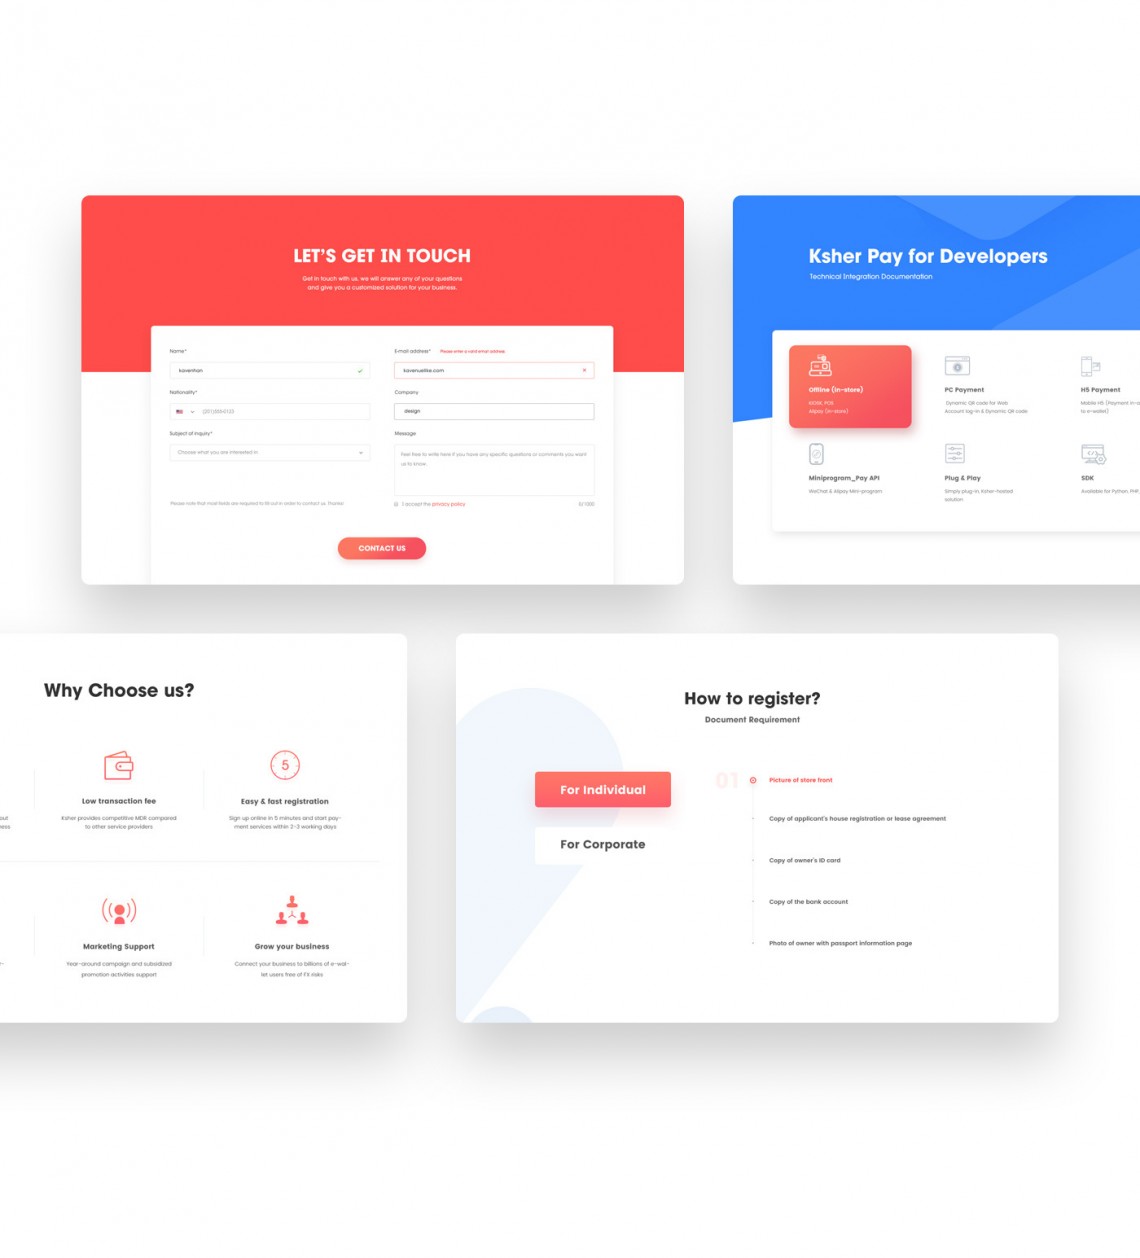 LET'S GET IN TOUCH
Get in touch with us, we will answer any of your questions
and give you a customized solution for your business.
Name*
kavenhan
E-mail address*
Please enter a valid email address
kavenuelike.com
Nationality*
Company
design
Subject of Inquiry*
Choose what you are interested in
Message
Feel free to write here if you have any specific questions or comments you want
us to know
Please note that most fields are required to fill out in order to contact us. Thanks!
I accept the privacy policy
0/1000
CONTACT US
Ksher Pay for Developers
Technical Integration Documentation
Offline (In-store)
KIOSK, POS
Alipay (In-store)
PC Payment
Dynamic QR code for Web
Account log-in & Dynamic QR code
H5 Payment
Mobile H5 (Payment in-
to e-wallet)
Miniprogram_Pay API
WeChat & Alipay Mini-program
Plug & Play
Simply plug-in, Ksher-hosted
solution
SDK
Available for Python, PHP
Why Choose us?
Low transaction fee
Ksher provides competitive MDR compared
to other service providers
5
Easy & fast registration
Sign up online in 5 minutes and start pay-
ment services within 2-3 working days
out
ness
Marketing Support
Year-around campaign and subsidized
promotion activities support
Grow your business
Connect your business to billions of e-wal-
let users free of FX risks
How to register?
Document Requirement
For Individual
For Corporate
01
Picture of store front
Copy of applicant's house registration or lease agreement
Copy of owner's ID card
Copy of the bank account
Photo of owner with passport information page